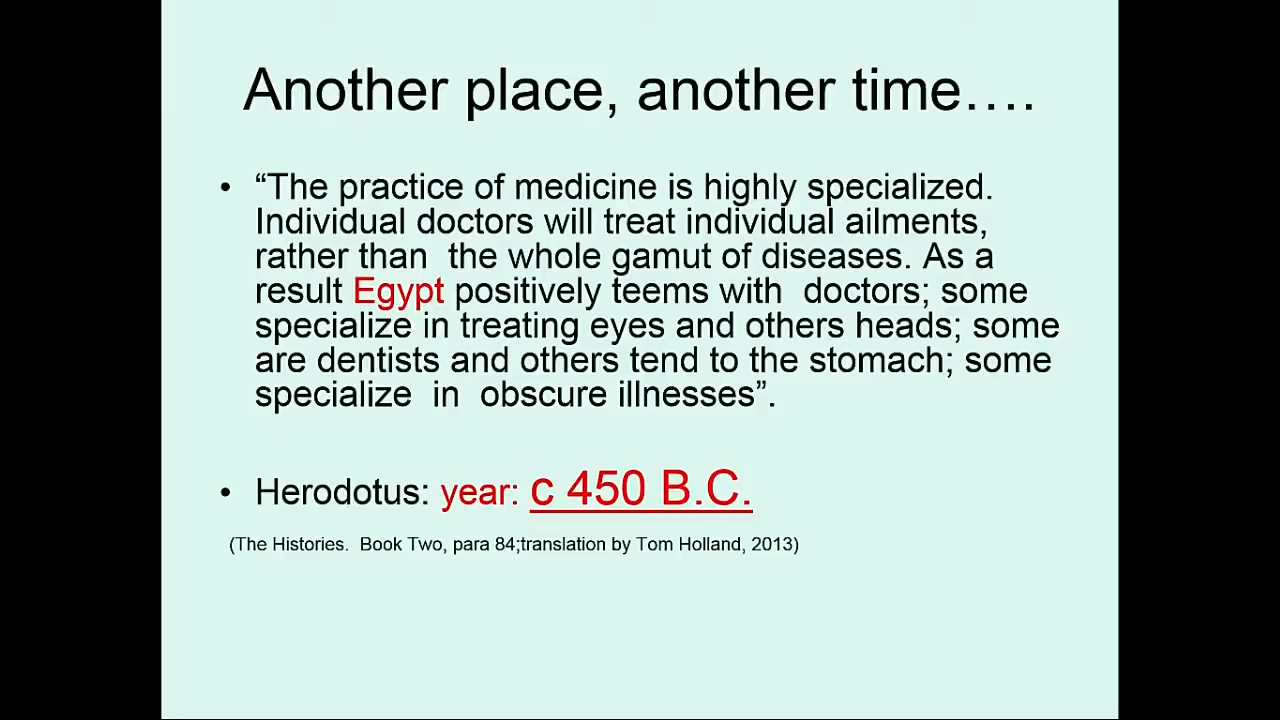 Another place, another time….
• “The practice of medicine is highly specialized.
Individual doctors will treat individual ailments,
rather than the whole gamut of diseases. As a
result Egypt positively teems with doctors; some
specialize in treating eyes and others heads; some
are dentists and others tend to the stomach; some
specialize in obscure illnesses”.
• Herodotus: year: c 450 B.C.
(The Histories. Book Two, para 84;translation by Tom Holland, 2013)